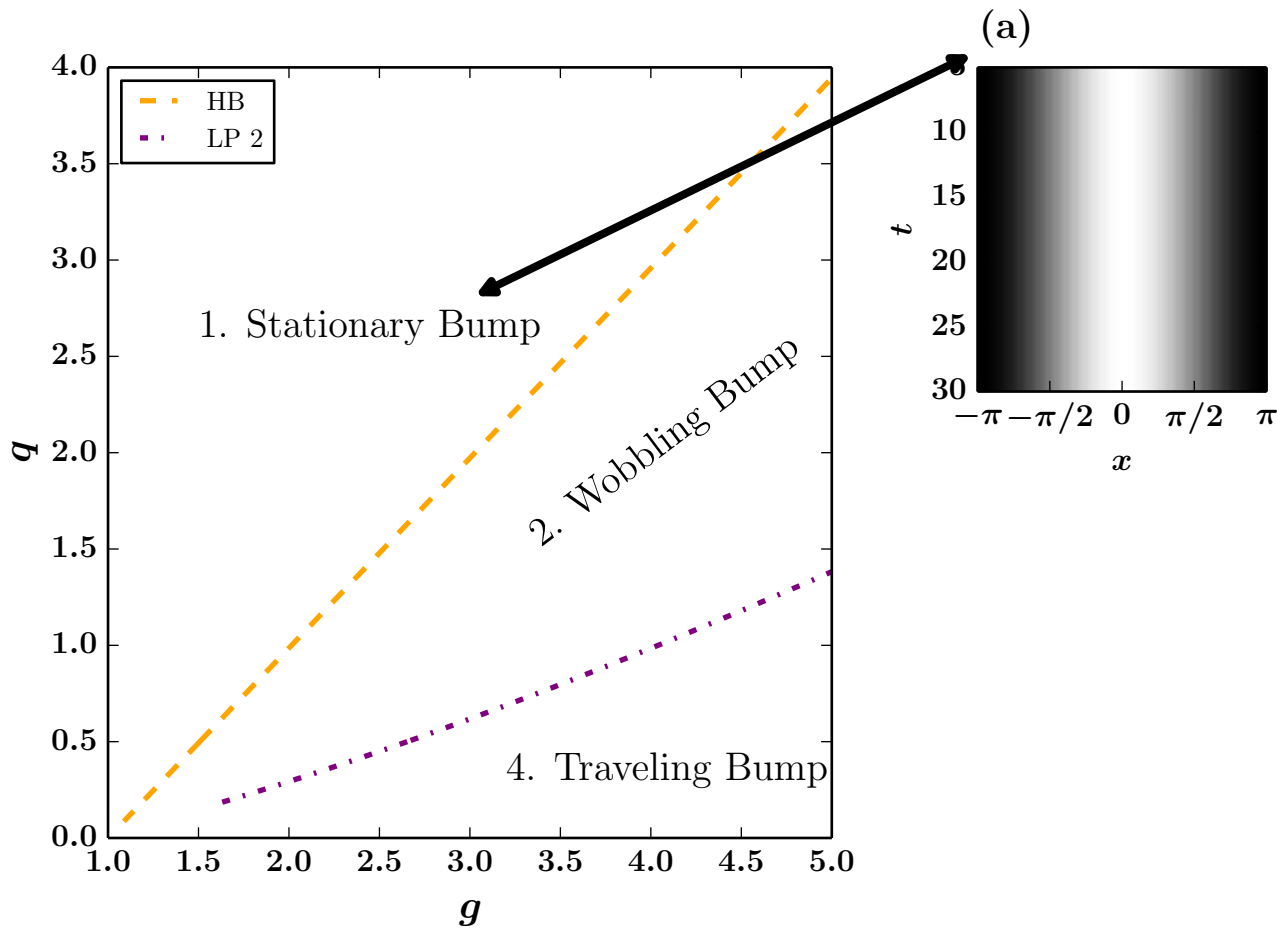 (a)
4.0
3.5
3.0
2.5
2.0
1.5
1.0
0.5
0.0
q
HB
LP 2
1. Stationary Bump
2. Wobbling Bump
4. Traveling Bump
1.0 1.5 2.0 2.5 3.0 3.5 4.0 4.5 5.0
g
10
15
20
25
30
t
−π −π/2 0 π/2 π
x